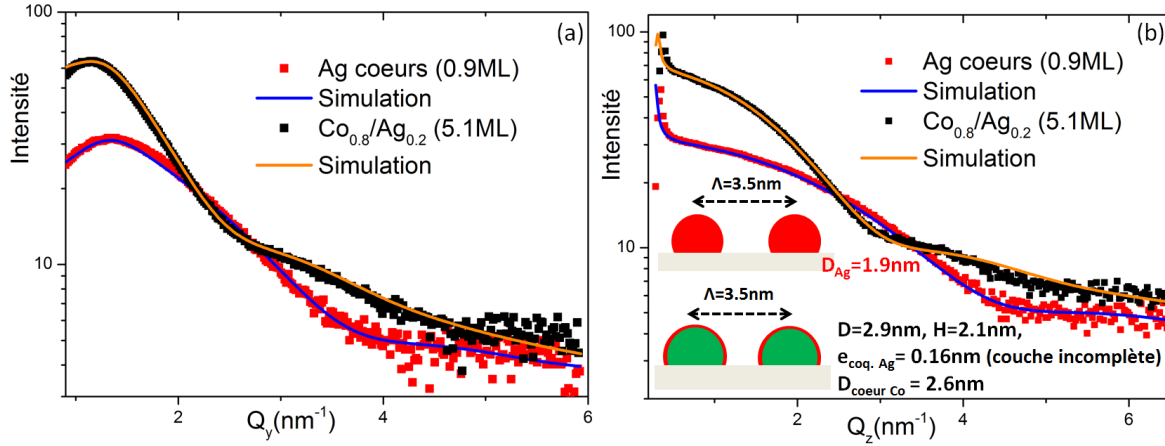 (a)
100
10
Intensité
Ag coeurs (0.9ML)
Simulation
Co0.8/Ag0.2 (5.1ML)
Simulation
2
4
6
Qy(nm-1)
(b)
100
10
Intensité
Ag coeurs (0.9ML)
Simulation
Co0.8/Ag0.2 (5.1ML)
Simulation
Λ=3.5nm
DAg=1.9nm
Λ=3.5nm
D=2.9nm, H=2.1nm,
ecoq. Ag= 0.16nm (couche incomplète)
Dcoeur Co = 2.6nm
2
4
6
Qz(nm-1)